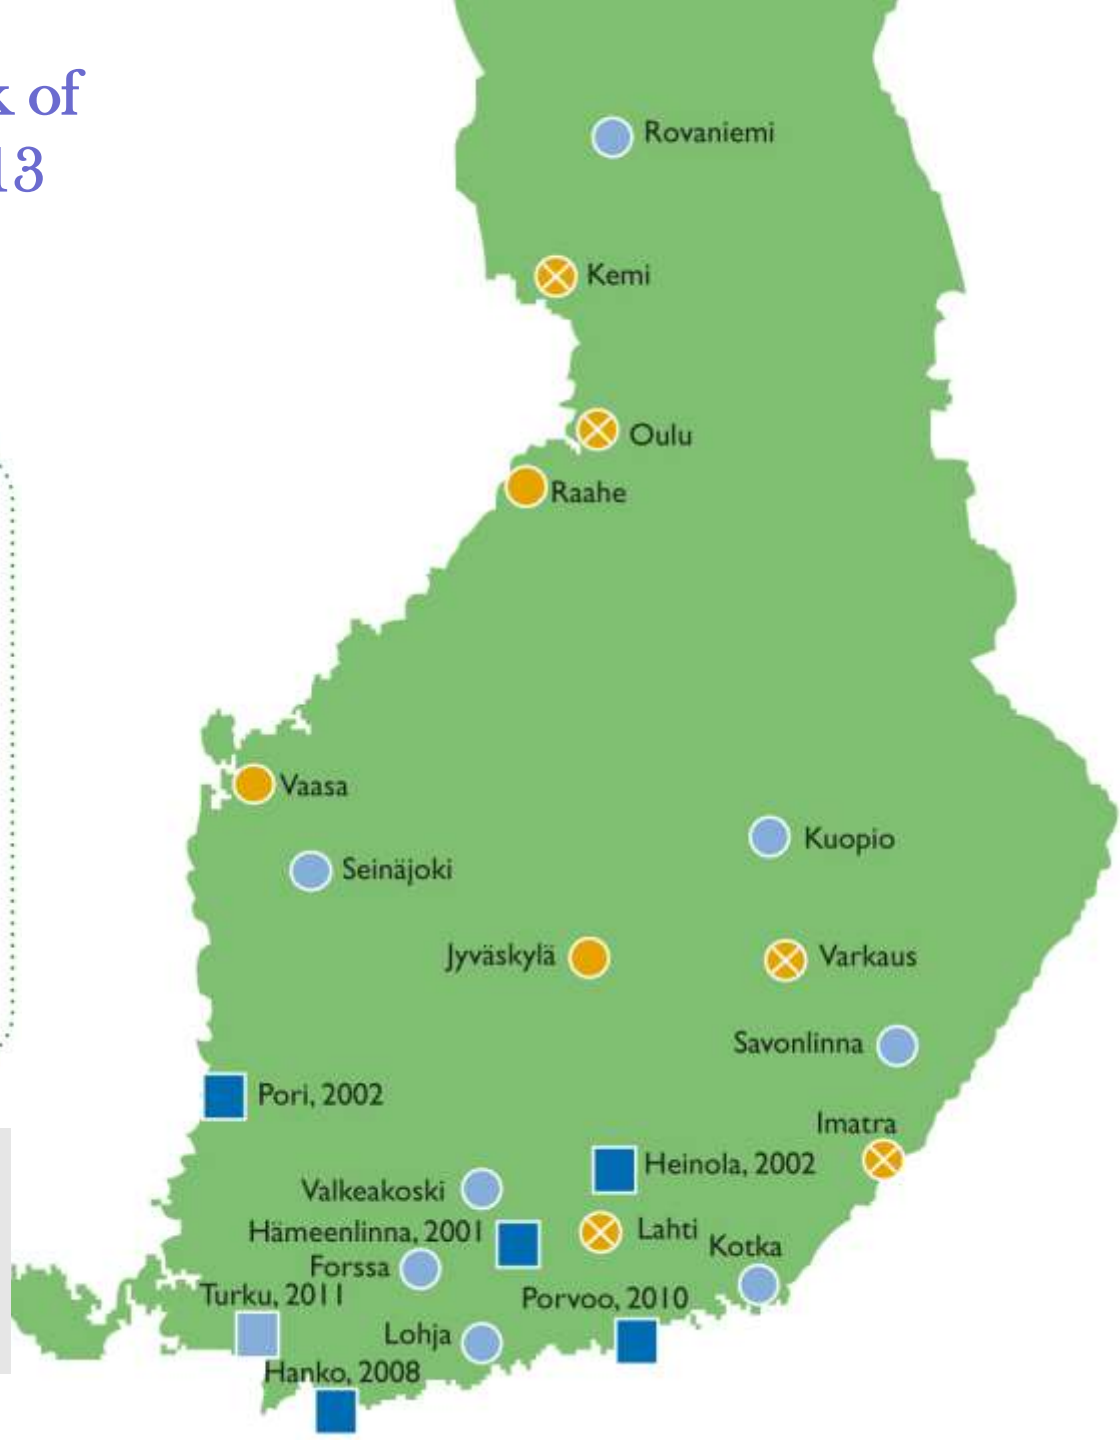 k of
13
Rovaniemi
Kemi
Oulu
Raahe
Vaasa
Kuopio
Seinäjoki
Jyväskylä
Varkaus
Savonlinna
Pori, 2002
Imatra
Heinola, 2002
Valkeakoski
Hämeenlinna, 2001
Lahti
Kotka
Forssa
Turku, 2011
Porvoo, 2010
Lohja
Hanko, 2008